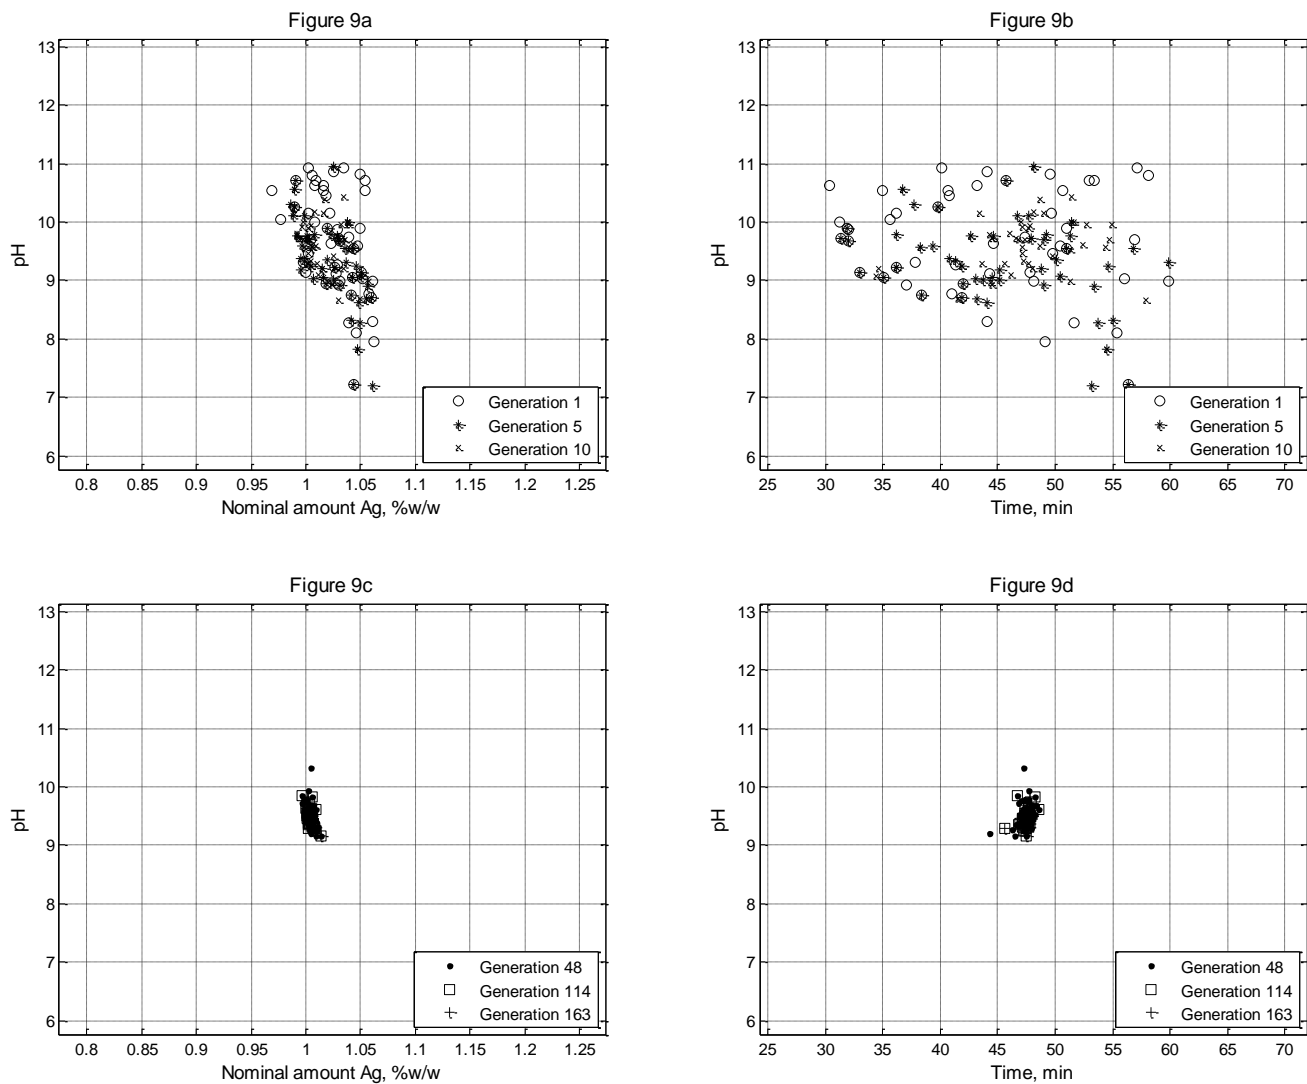 Figure 9a
13
12
11
10
9
8
7
6
pH
0.8 0.85 0.9 0.95 1 1.05 1.1 1.15 1.2 1.25
Nominal amount Ag, %w/w
Generation 1
Generation 5
Generation 10
Figure 9b
13
12
11
10
9
8
7
6
pH
25 30 35 40 45 50 55 60 65 70
Time, min
Generation 1
Generation 5
Generation 10
Figure 9c
13
12
11
10
9
8
7
6
pH
0.8 0.85 0.9 0.95 1 1.05 1.1 1.15 1.2 1.25
Nominal amount Ag, %w/w
Generation 48
Generation 114
Generation 163
Figure 9d
13
12
11
10
9
8
7
6
pH
25 30 35 40 45 50 55 60 65 70
Time, min
Generation 48
Generation 114
Generation 163